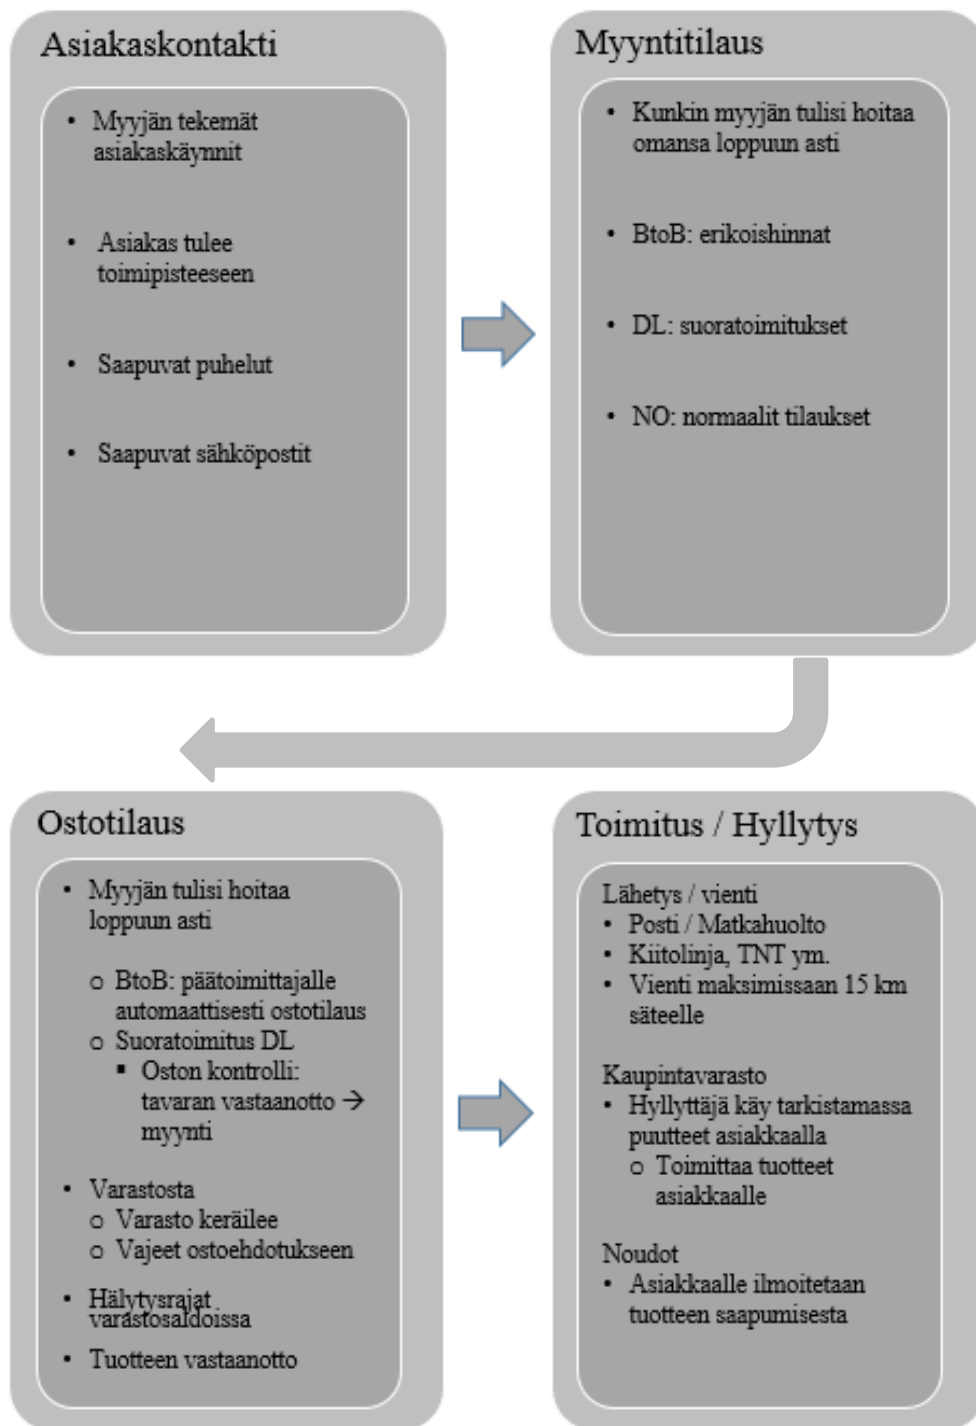 Asiakaskontakti
• Myyjän tekemät
asiakaskäynnit
• Asiakas tulee
toimipisteeseen
• Saapuvat puhelut
• Saapuvat sähköpostit
Myyntitilaus
• Kunkin myyjän tulisi hoitaa
omansa loppuun asti
• BtoB: erikoishinnat
• DL: suoratoimitukset
• NO: normaalit tilaukset
Ostotilaus
• Myyjän tulisi hoitaa
loppuun asti
o BtoB: päätoimittajalle
automaattisesti ostotilaus
o Suoratoimitus DL
▪ Oston kontrolli:
tavaran vastaanotto →
myynti
• Varastosta
o Varasto keräilee
o Vajeet ostoehdotukseen
• Hälytysrajat
varastosaldoissa
• Tuotteen vastaanotto
Toimitus / Hyllytys
Lähetys / vienti
• Posti / Matkahuolto
• Kiitolinja, TNT ym.
• Vienti maksimissaan 15 km
säteelle
Kaupintavarasto
• Hyllyttäjä käy tarkistamassa
puutteet asiakkaalla
o Toimittaa tuotteet
asiakkaalle
Noudot
• Asiakkaalle ilmoitetaan
tuotteen saapumisesta